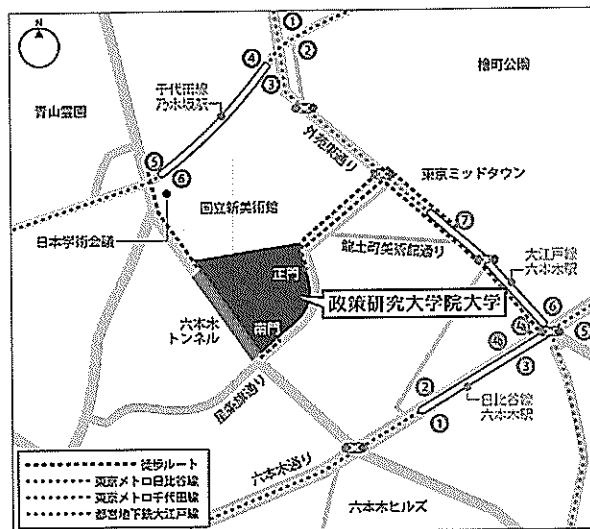 N
①
②
③
④
檜町公園
千代田線
乃木坂駅
青山霊園
外苑東通り
⑤
⑥
東京ミッドタウン
国立新美術館
日本学術会議
⑦
龍土町美術館通り
大江戸線
六本木駅
正門
政策研究大学院大学
六本木
トンネル
南門
⑥
⑤
④b
④a
③
②
①
日比谷線
六本木駅
星条旗通り
六本木通り
六本木ヒルズ
徒歩ルート
東京メトロ日比谷線
東京メトロ千代田線
都営地下鉄大江戸線